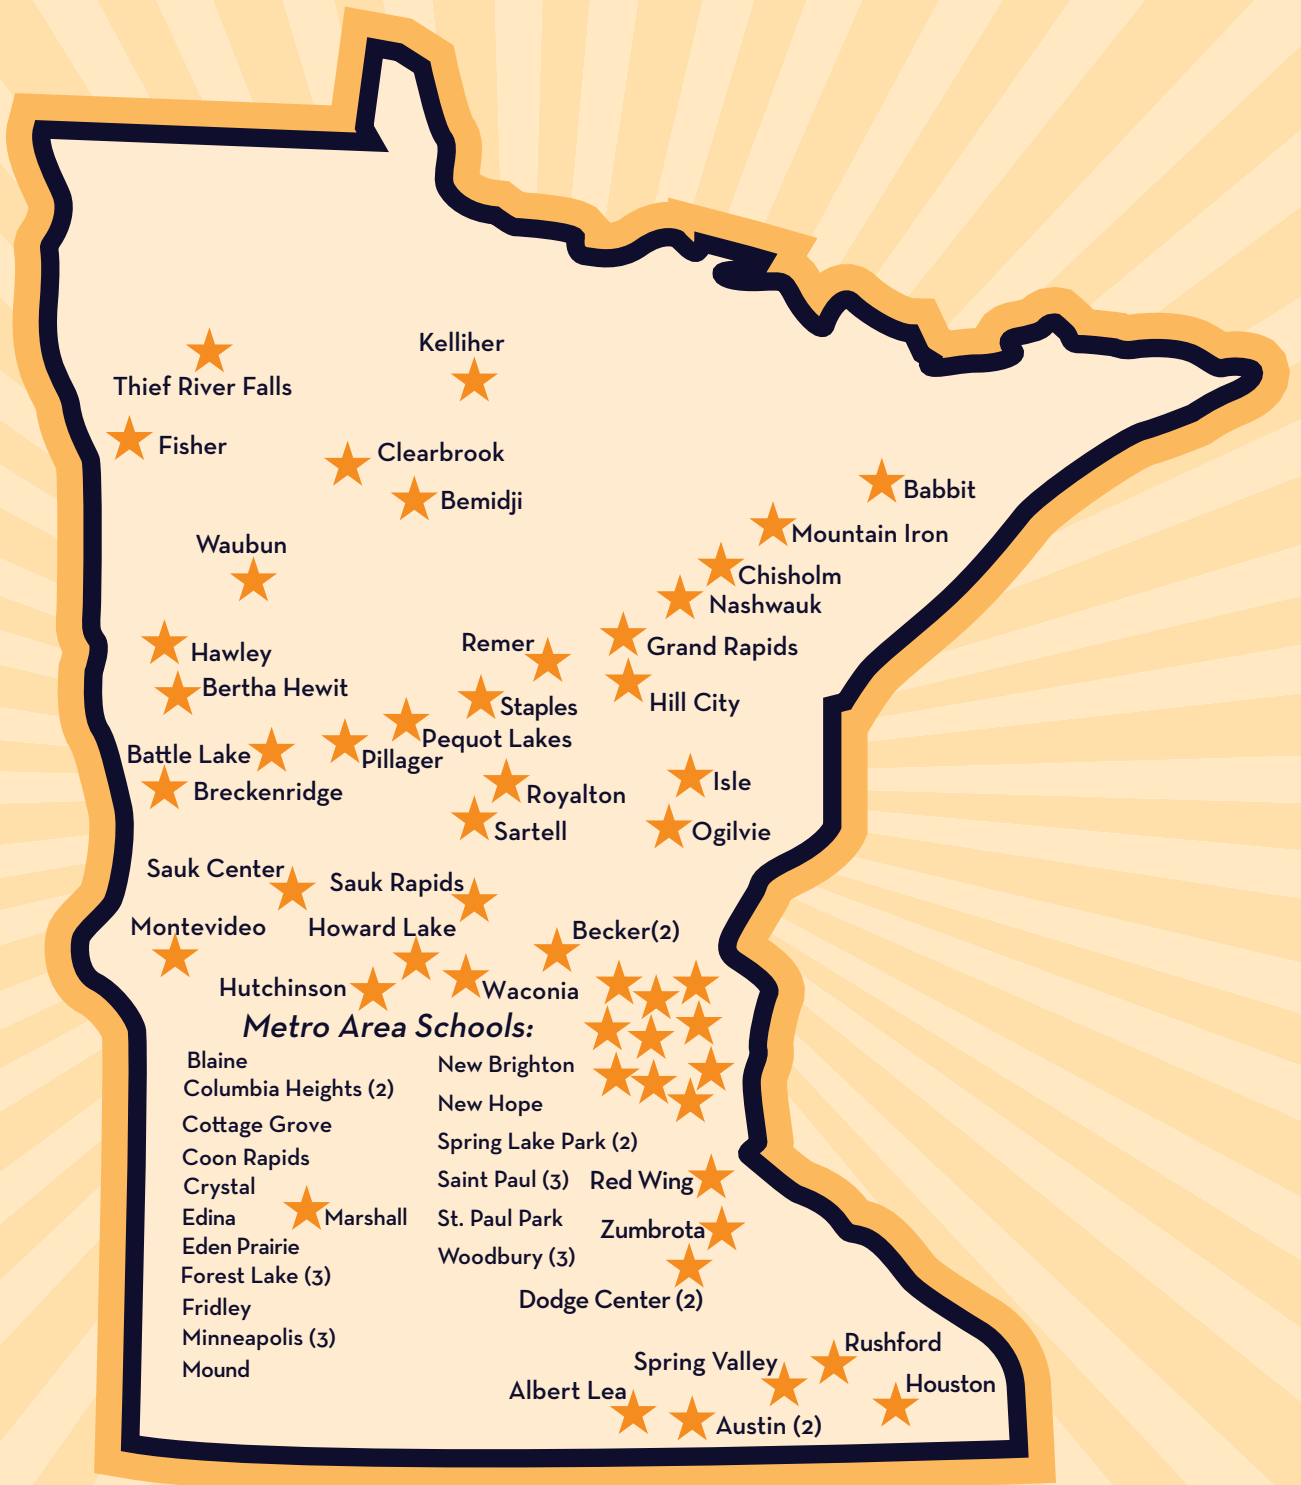 Kelliher
Thief River Falls
Fisher
Clearbrook
Bemidji
Babbit
Mountain Iron
Waubun
Chisholm
Nashwauk
Remer
Grand Rapids
Hawley
Bertha Hewit
Staples
Hill City
Pequot Lakes
Battle Lake
Pillager
Isle
Breckenridge
Royalton
Sartell
Ogilvie
Sauk Center
Sauk Rapids
Montevideo
Howard Lake
Becker(2)
Hutchinson
Waconia
Metro Area Schools:
Blaine
Columbia Heights (2)
Cottage Grove
Coon Rapids
Crystal
Edina
Eden Prairie
Forest Lake (3)
Fridley
Minneapolis (3)
Mound
Marshall
New Brighton
New Hope
Spring Lake Park (2)
Saint Paul (3)
St. Paul Park
Woodbury (3)
Red Wing
Zumbrota
Dodge Center (2)
Rushford
Spring Valley
Houston
Albert Lea
Austin (2)